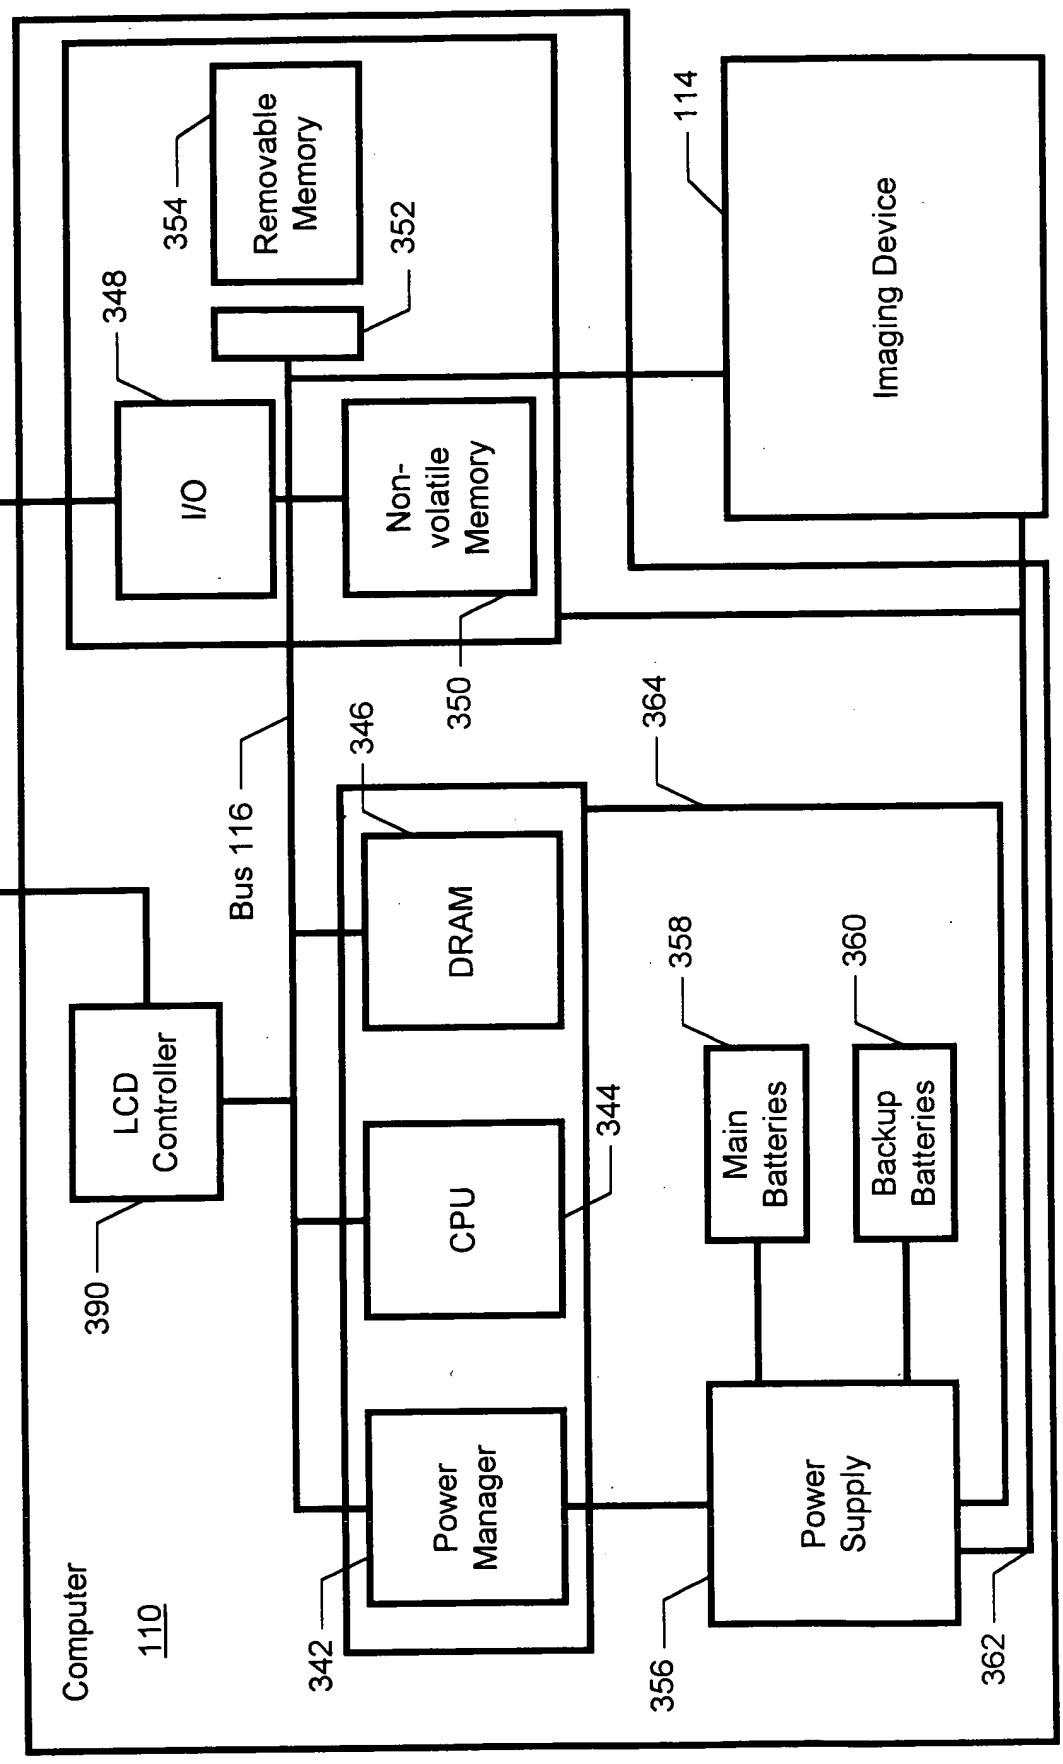 Computer
110
390
LCD
Controller
Bus 116
348
I/O
354
Removable
Memory
352
342
Power
Manager
CPU
344
DRAM
346
350
Non-
volatile
Memory
114
Imaging Device
356
Power
Supply
362
Main
Batteries
358
Backup
Batteries
360
364